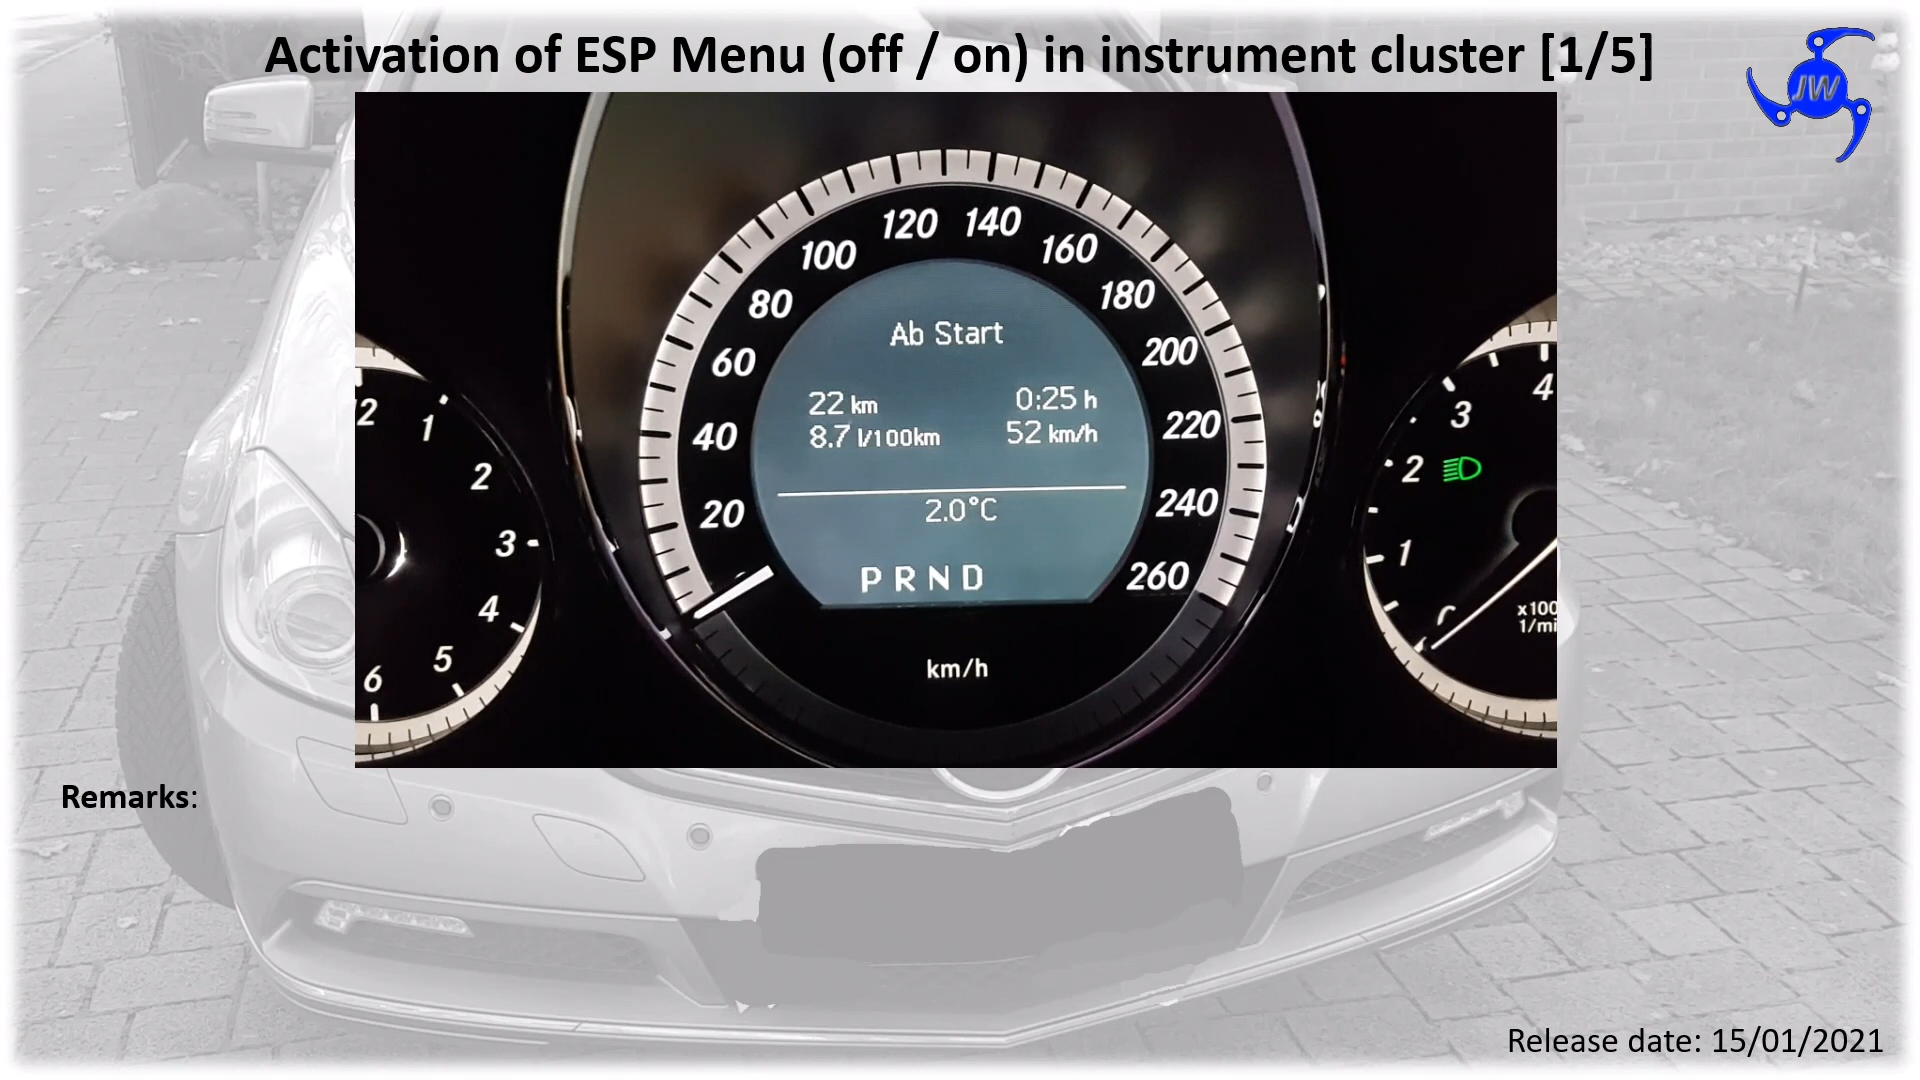 Activation of ESP Menu (off / on) in instrument cluster [1/5]
JW
120 140
100 160
80 180
60 200
40 220
20 240
260
Ab Start
22 km 0:25 h
8.7 l/100km 52 km/h
2.0°C
P R N D
km/h
12 1
2
3
4
5
6
4
3
2
1
x100
1/mi
Remarks:
Release date: 15/01/2021